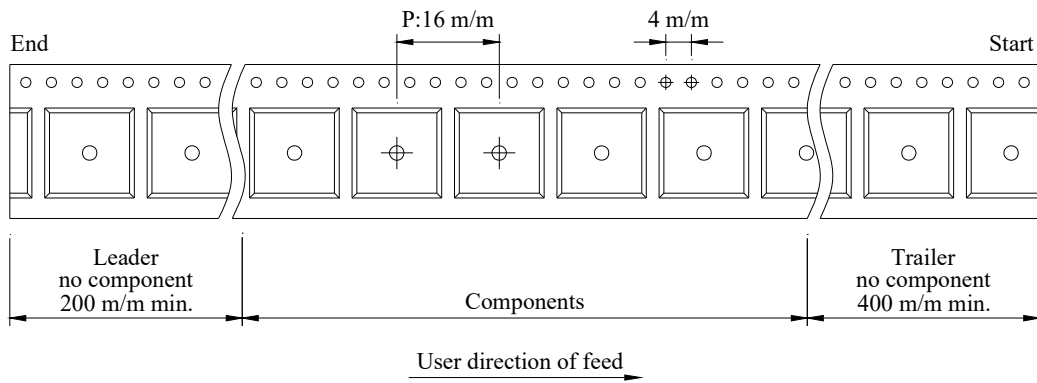 P:16 m/m
4 m/m
End
Start
Leader
no component
200 m/m min.
Components
Trailer
no component
400 m/m min.
User direction of feed